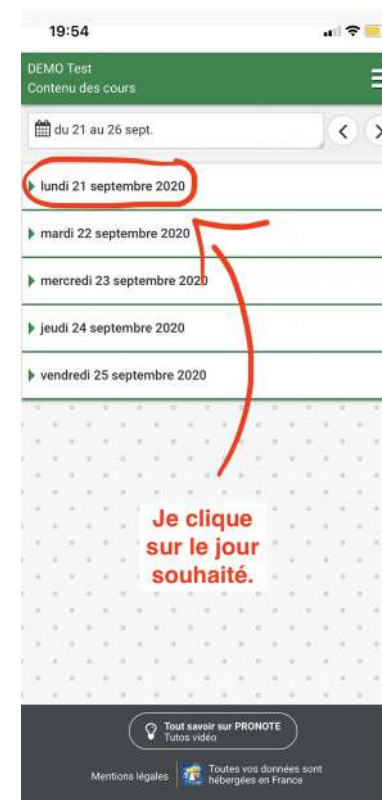 19:54
DEMO Test
Contenu des cours
du 21 au 26 sept.
lundi 21 septembre 2020
mardi 22 septembre 2020
mercredi 23 septembre 2020
jeudi 24 septembre 2020
vendredi 25 septembre 2020
Je clique
sur le jour
souhaité.
Tout savoir sur PRONOTE
Tutos vidéo
Mentions légales
Toutes vos données sont
hébergées en France